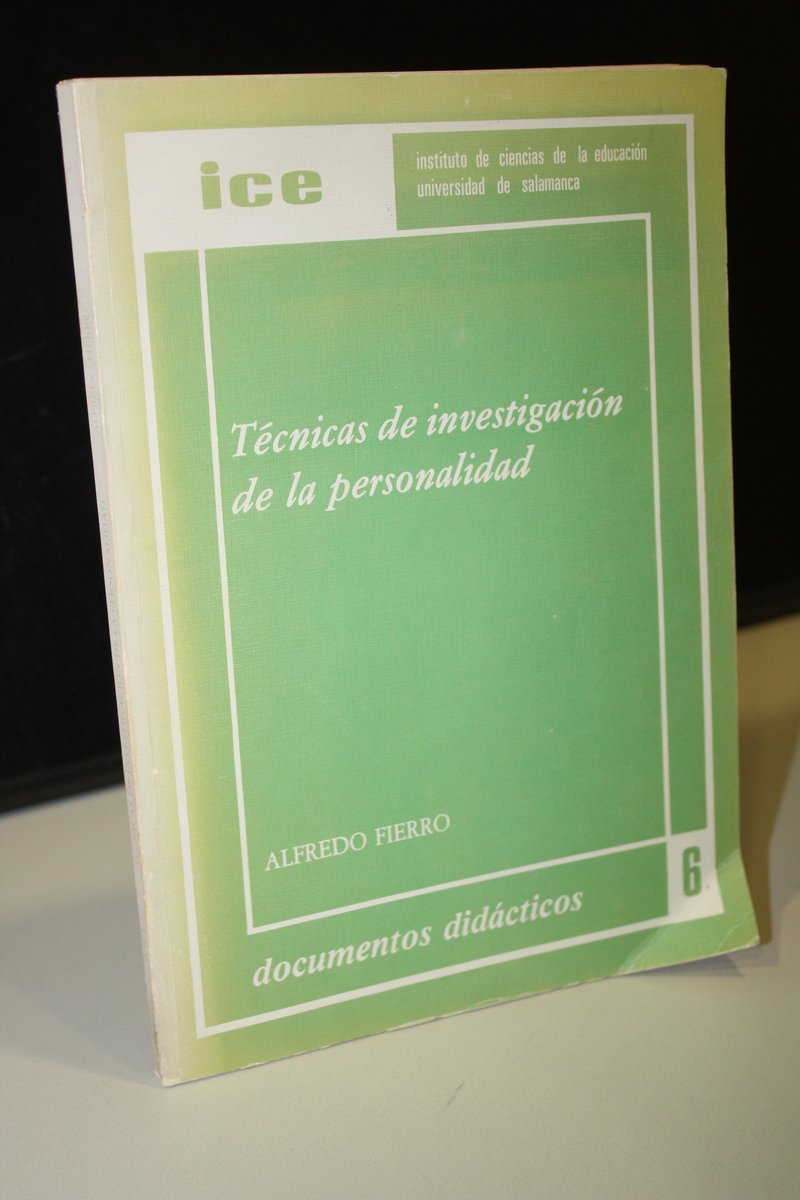 ice
instituto de ciencias de la educación
universidad de salamanca
Técnicas de investigación
de la personalidad
ALFREDO FIERRO
documentos didácticos
6